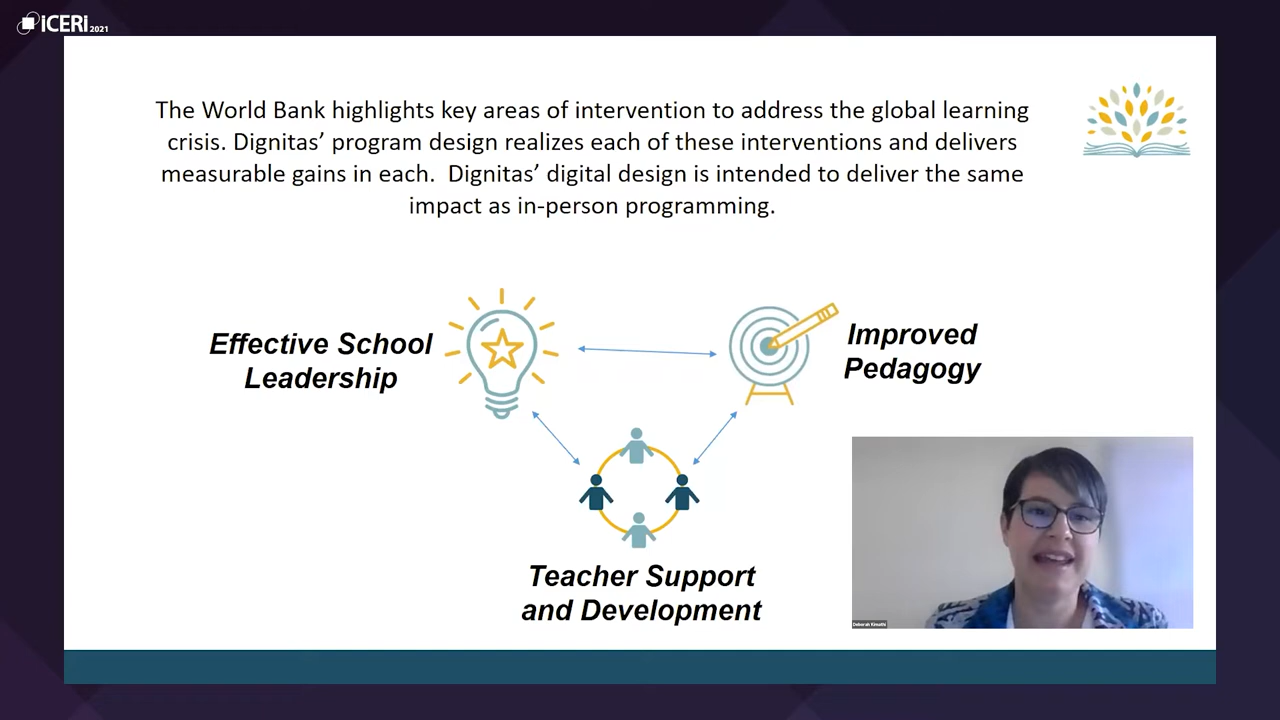 iCERi 2021
The World Bank highlights key areas of intervention to address the global learning
crisis. Dignitas’ program design realizes each of these interventions and delivers
measurable gains in each.  Dignitas’ digital design is intended to deliver the same
impact as in-person programming.
Effective School
Leadership
Improved
Pedagogy
Teacher Support
and Development
Deborah Kimathi